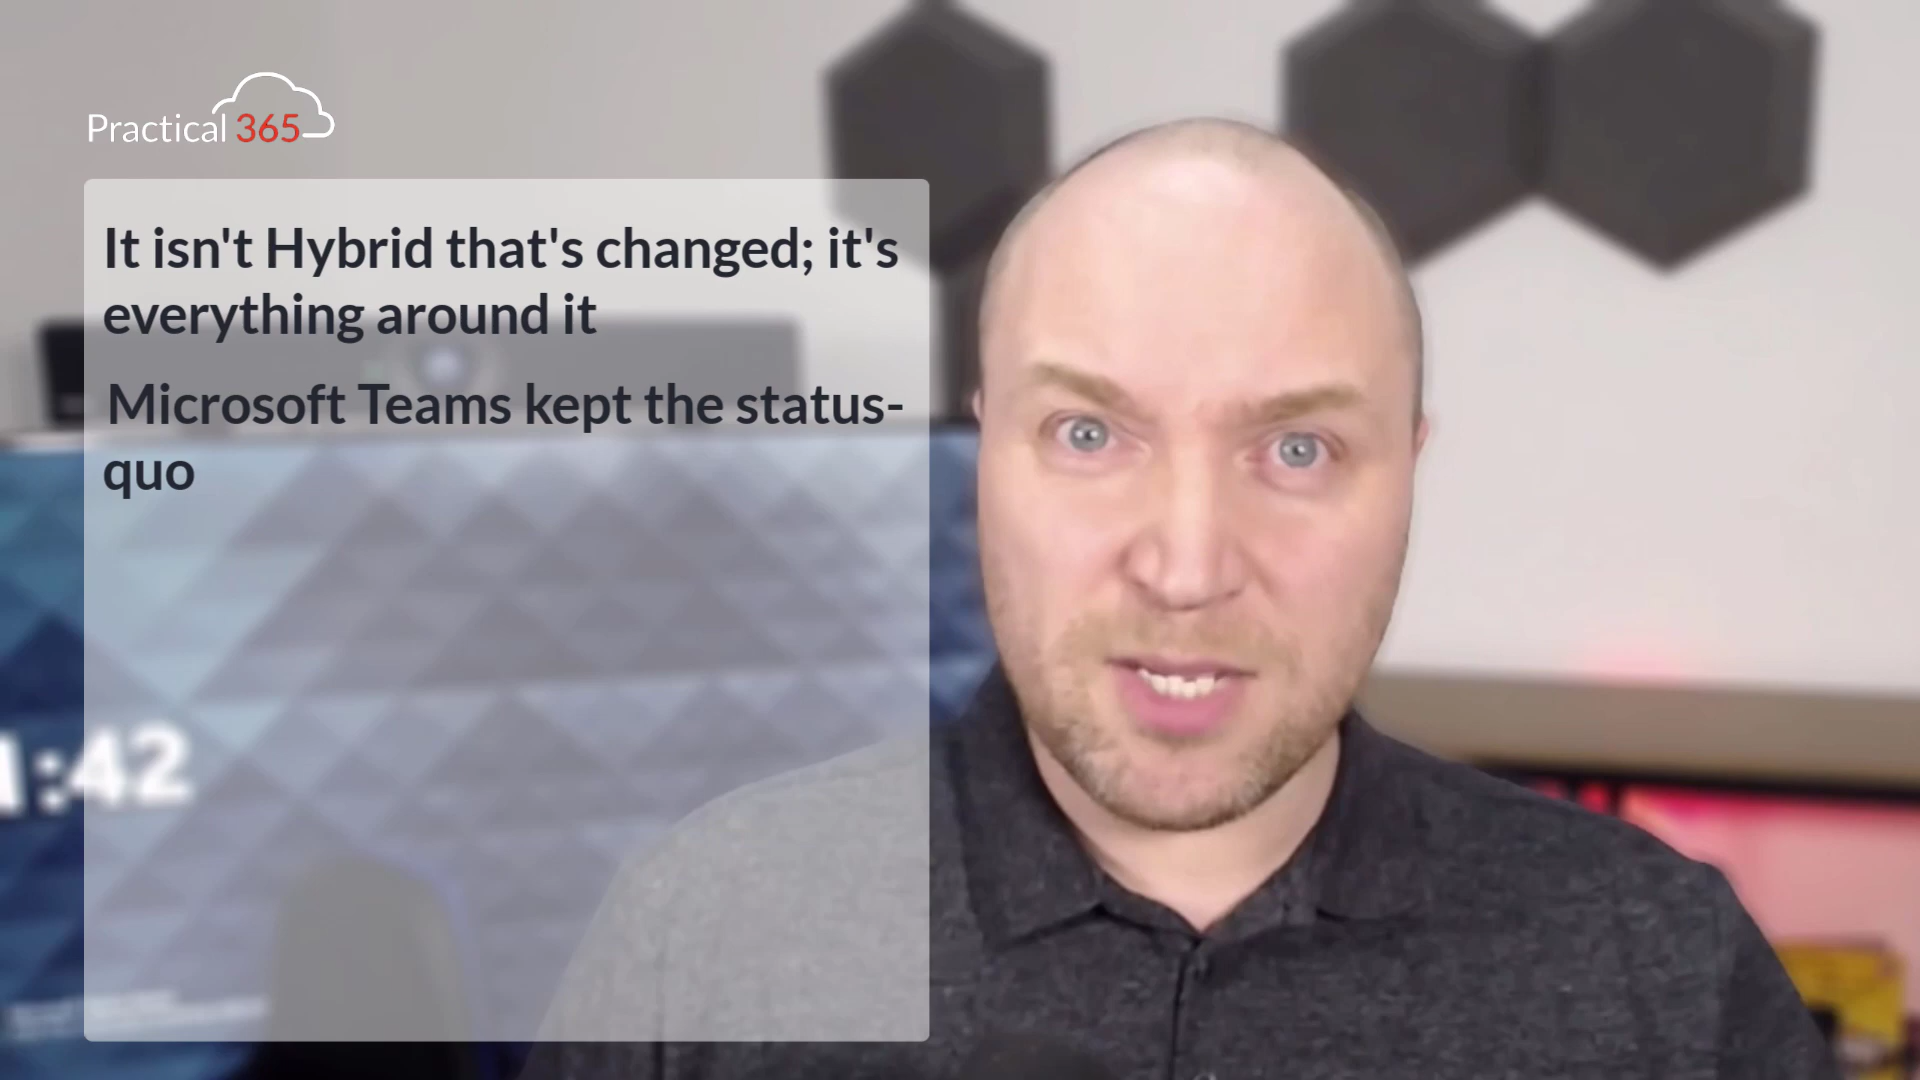 Practical 365
It isn't Hybrid that's changed; it's
everything around it
Microsoft Teams kept the status-
quo
:42